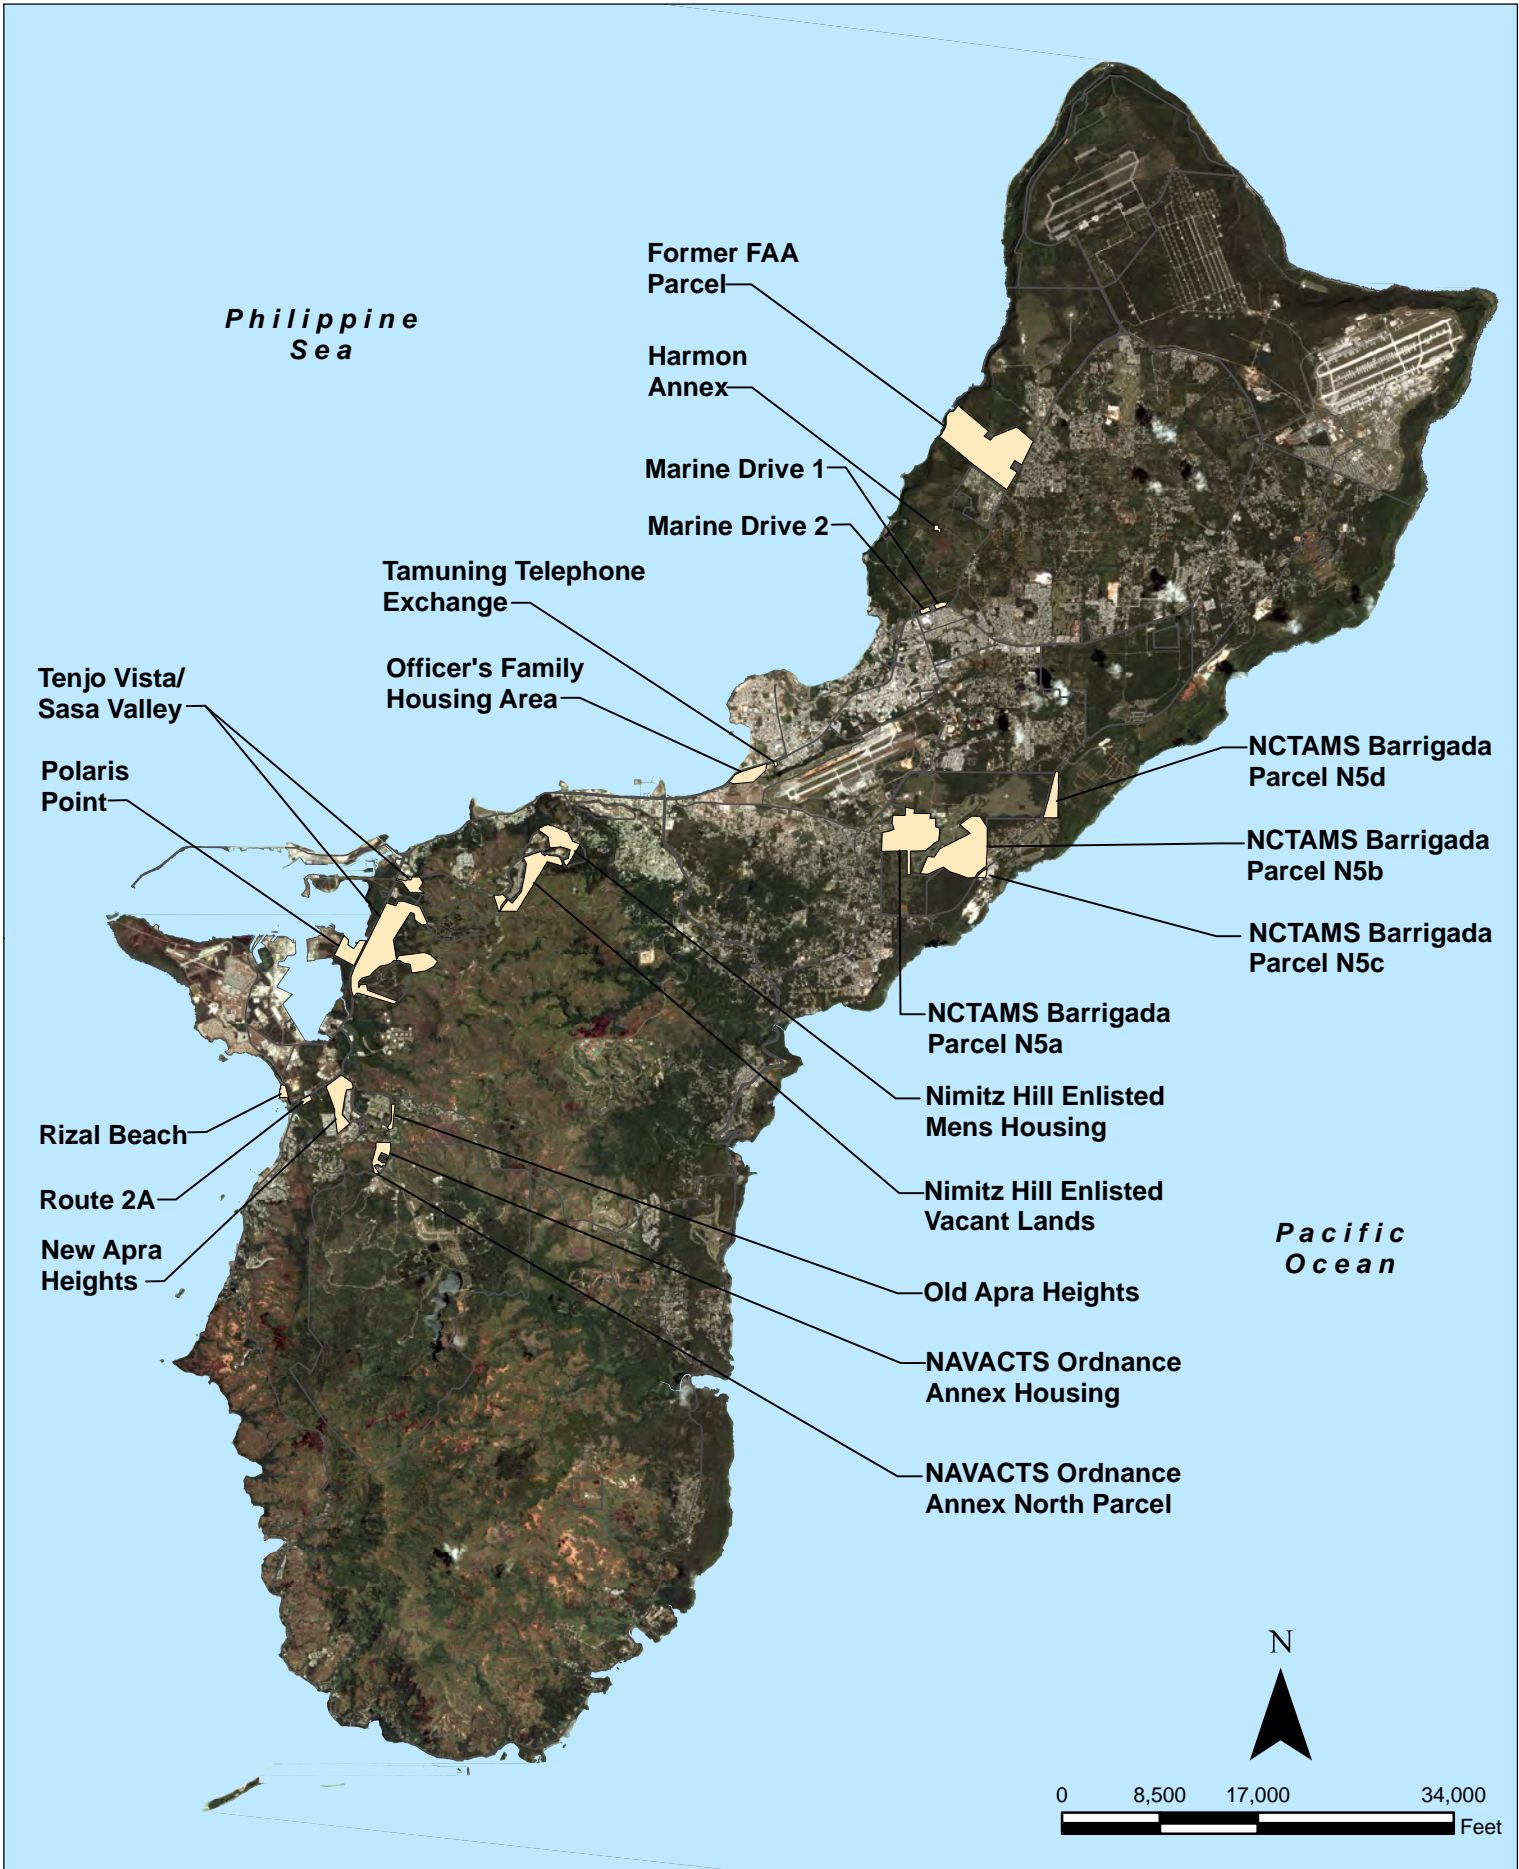 Former FAA
Parcel
Philippine
Sea
Harmon
Annex
Marine Drive 1
Marine Drive 2
Tamuning Telephone
Exchange
Officer's Family
Housing Area
Tenjo Vista/
Sasa Valley
Polaris
Point
NCTAMS Barrigada
Parcel N5d
NCTAMS Barrigada
Parcel N5b
NCTAMS Barrigada
Parcel N5c
NCTAMS Barrigada
Parcel N5a
Nimitz Hill Enlisted
Mens Housing
Rizal Beach
Route 2A
New Apra
Heights
Nimitz Hill Enlisted
Vacant Lands
Pacific
Ocean
Old Apra Heights
NAVACTS Ordnance
Annex Housing
NAVACTS Ordnance
Annex North Parcel
N
0 8,500 17,000 34,000
Feet